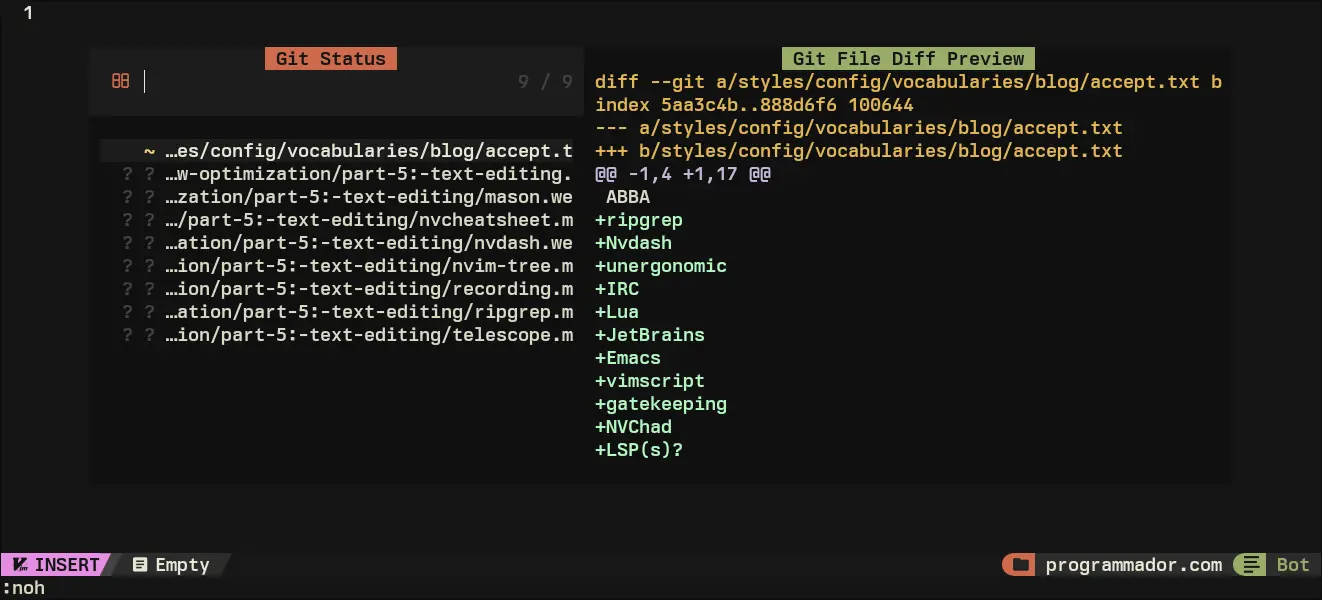 1
Git Status
9 / 9
~ …es/config/vocabularies/blog/accept.t
? ? …w-optimization/part-5:-text-editing.
? ? …zation/part-5:-text-editing/mason.we
? ? …/part-5:-text-editing/nvcheatsheet.m
? ? …ation/part-5:-text-editing/nvdash.we
? ? …ion/part-5:-text-editing/nvim-tree.m
? ? …ion/part-5:-text-editing/recording.m
? ? …ation/part-5:-text-editing/ripgrep.m
? ? …ion/part-5:-text-editing/telescope.m
Git File Diff Preview
diff --git a/styles/config/vocabularies/blog/accept.txt b
index 5aa3c4b..888d6f6 100644
--- a/styles/config/vocabularies/blog/accept.txt
+++ b/styles/config/vocabularies/blog/accept.txt
@@ -1,4 +1,17 @@
ABBA
+ripgrep
+Nvdash
+unergonomic
+IRC
+Lua
+JetBrains
+Emacs
+vimscript
+gatekeeping
+NVChad
+LSP(s)?
INSERT
Empty
programmador.com
Bot
:noh